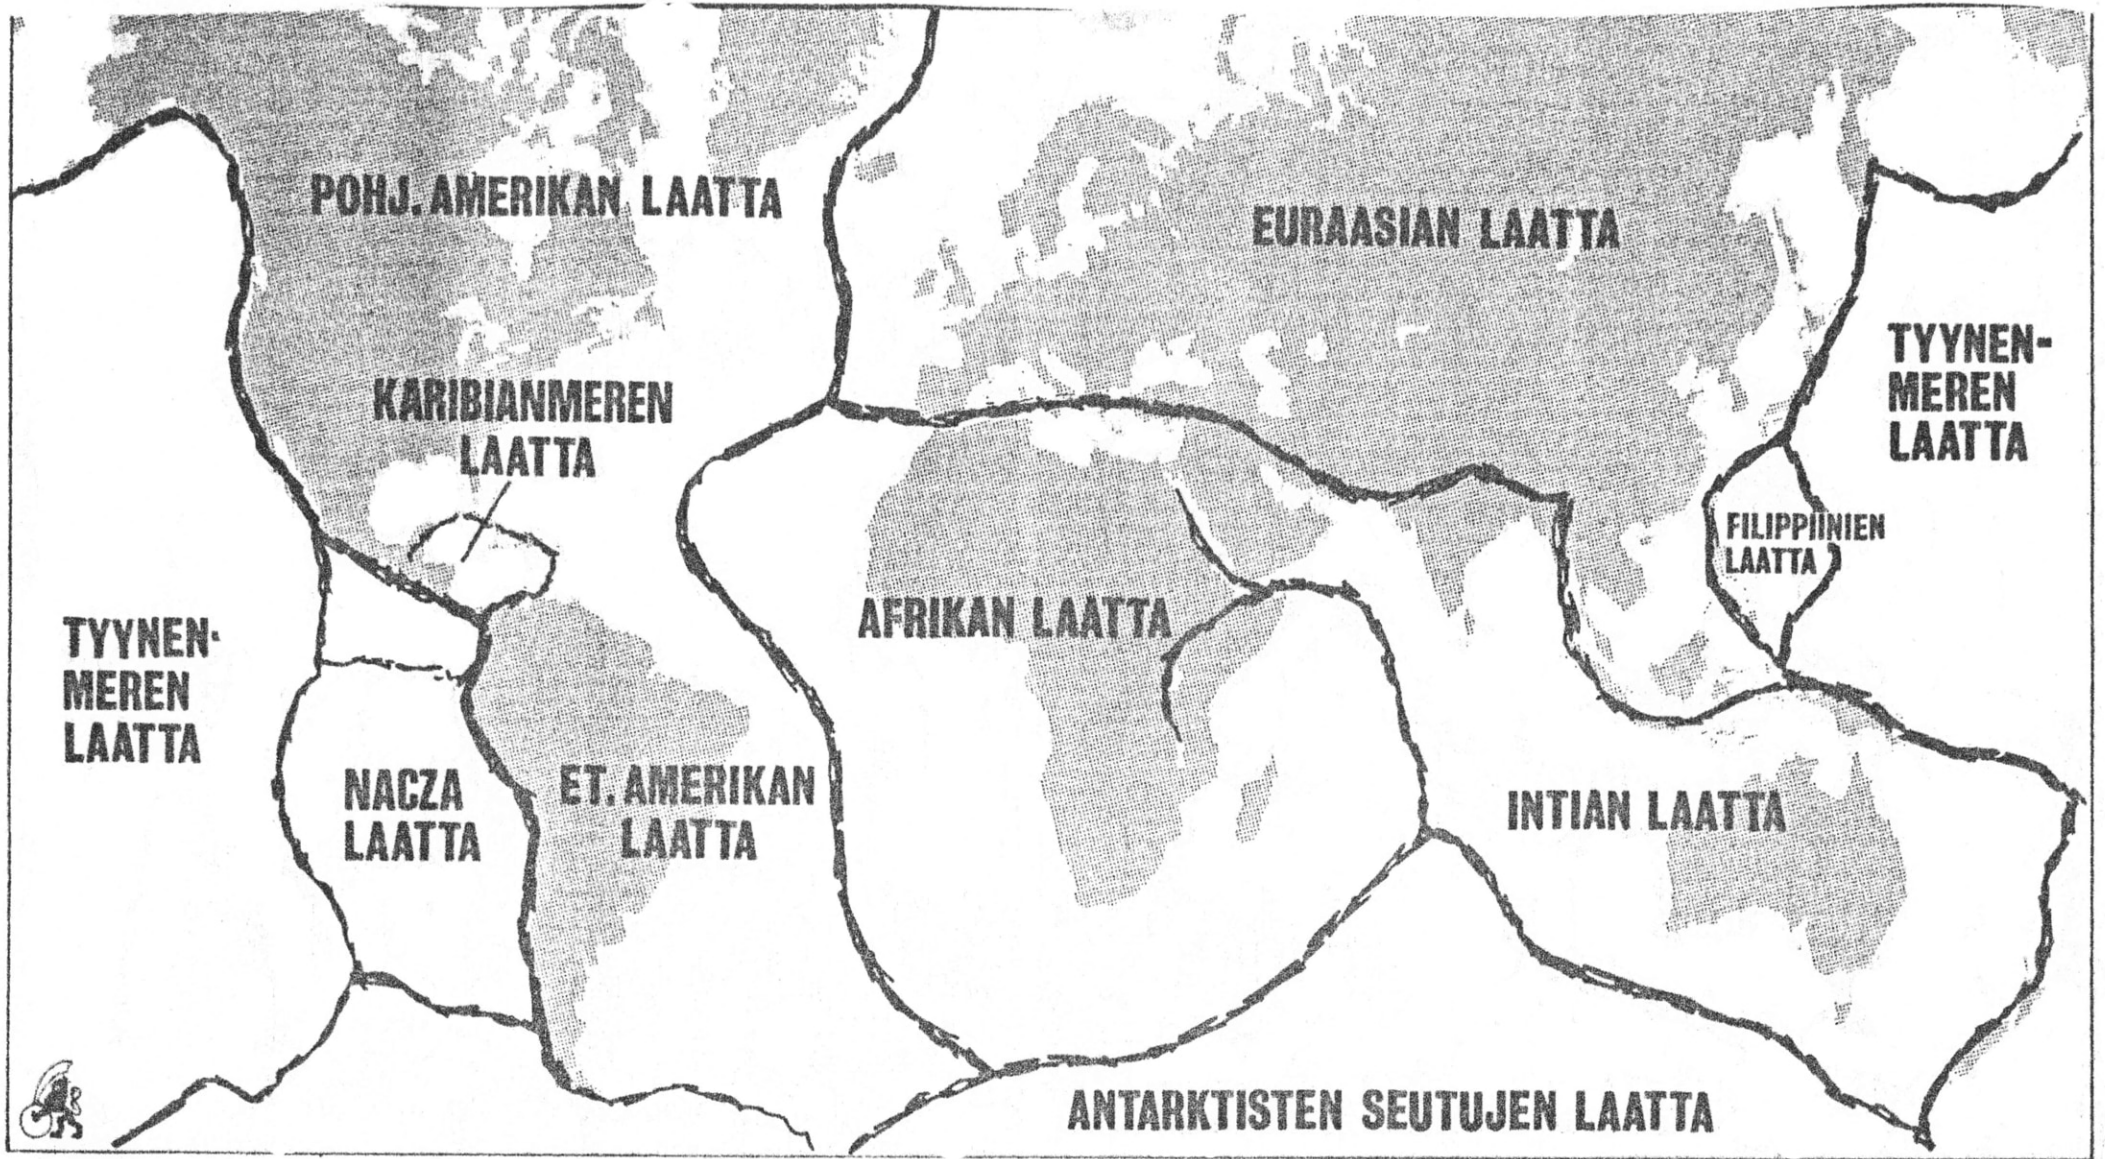 POHJ. AMERIKAN LAATTA
EURAASIAN LAATTA
TYYNEN-
MEREN
LAATTA
KARIBIANMEREN
LAATTA
FILIPPIINIEN
LAATTA
AFRIKAN LAATTA
TYYNEN-
MEREN
LAATTA
NACZA
LAATTA
ET. AMERIKAN
LAATTA
INTIAN LAATTA
ANTARKTISTEN SEUTUJEN LAATTA